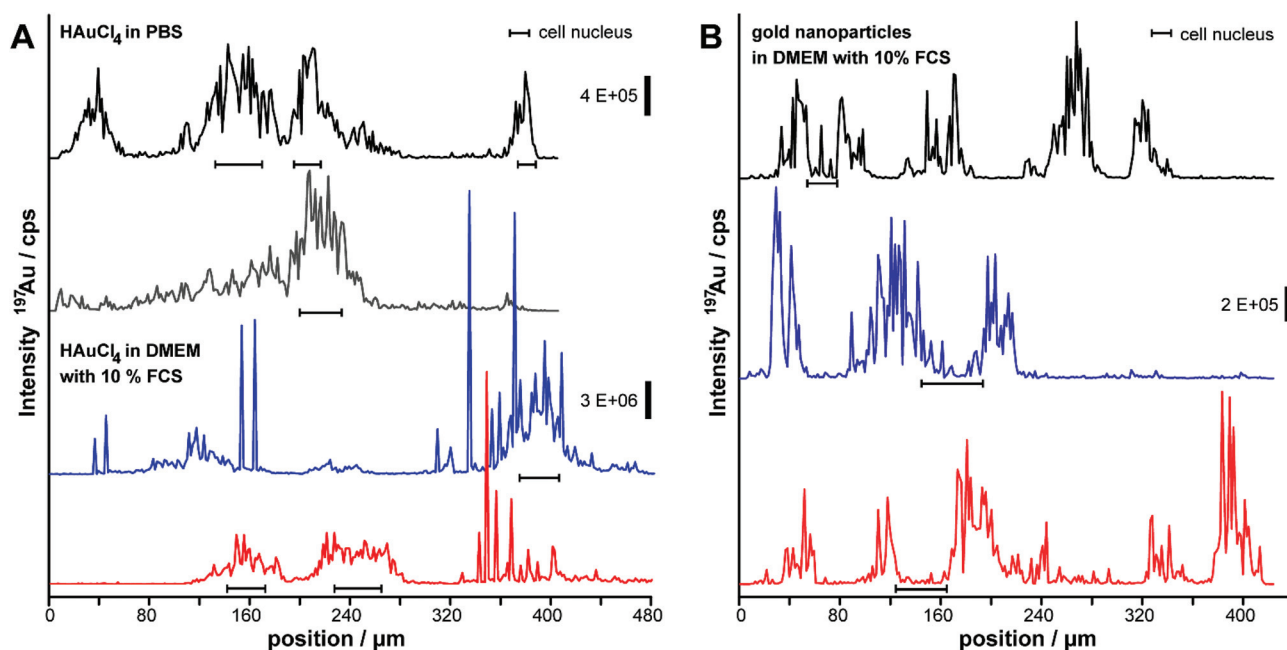 A
HAuCl4 in PBS
cell nucleus
4 E+05
HAuCl4 in DMEM
with 10 % FCS
3 E+06
Intensity 197Au / cps
0 80 160 240 320 400 480
position / µm
B
gold nanoparticles
in DMEM with 10% FCS
cell nucleus
2 E+05
Intensity 197Au / cps
0 80 160 240 320 400
position / µm